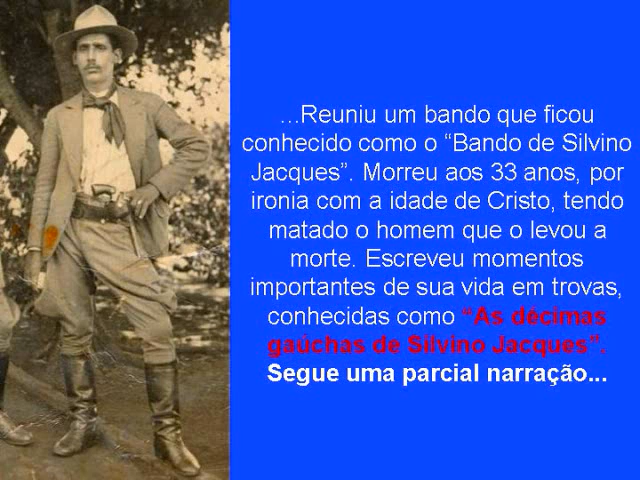 ...Reuniu um bando que ficou
conhecido como o “Bando de Silvino
Jacques”. Morreu aos 33 anos, por
ironia com a idade de Cristo, tendo
matado o homem que o levou a
morte. Escreveu momentos
importantes de sua vida em trovas,
conhecidas como “As décimas
gaúchas de Silvino Jacques”.
Segue uma parcial narração...